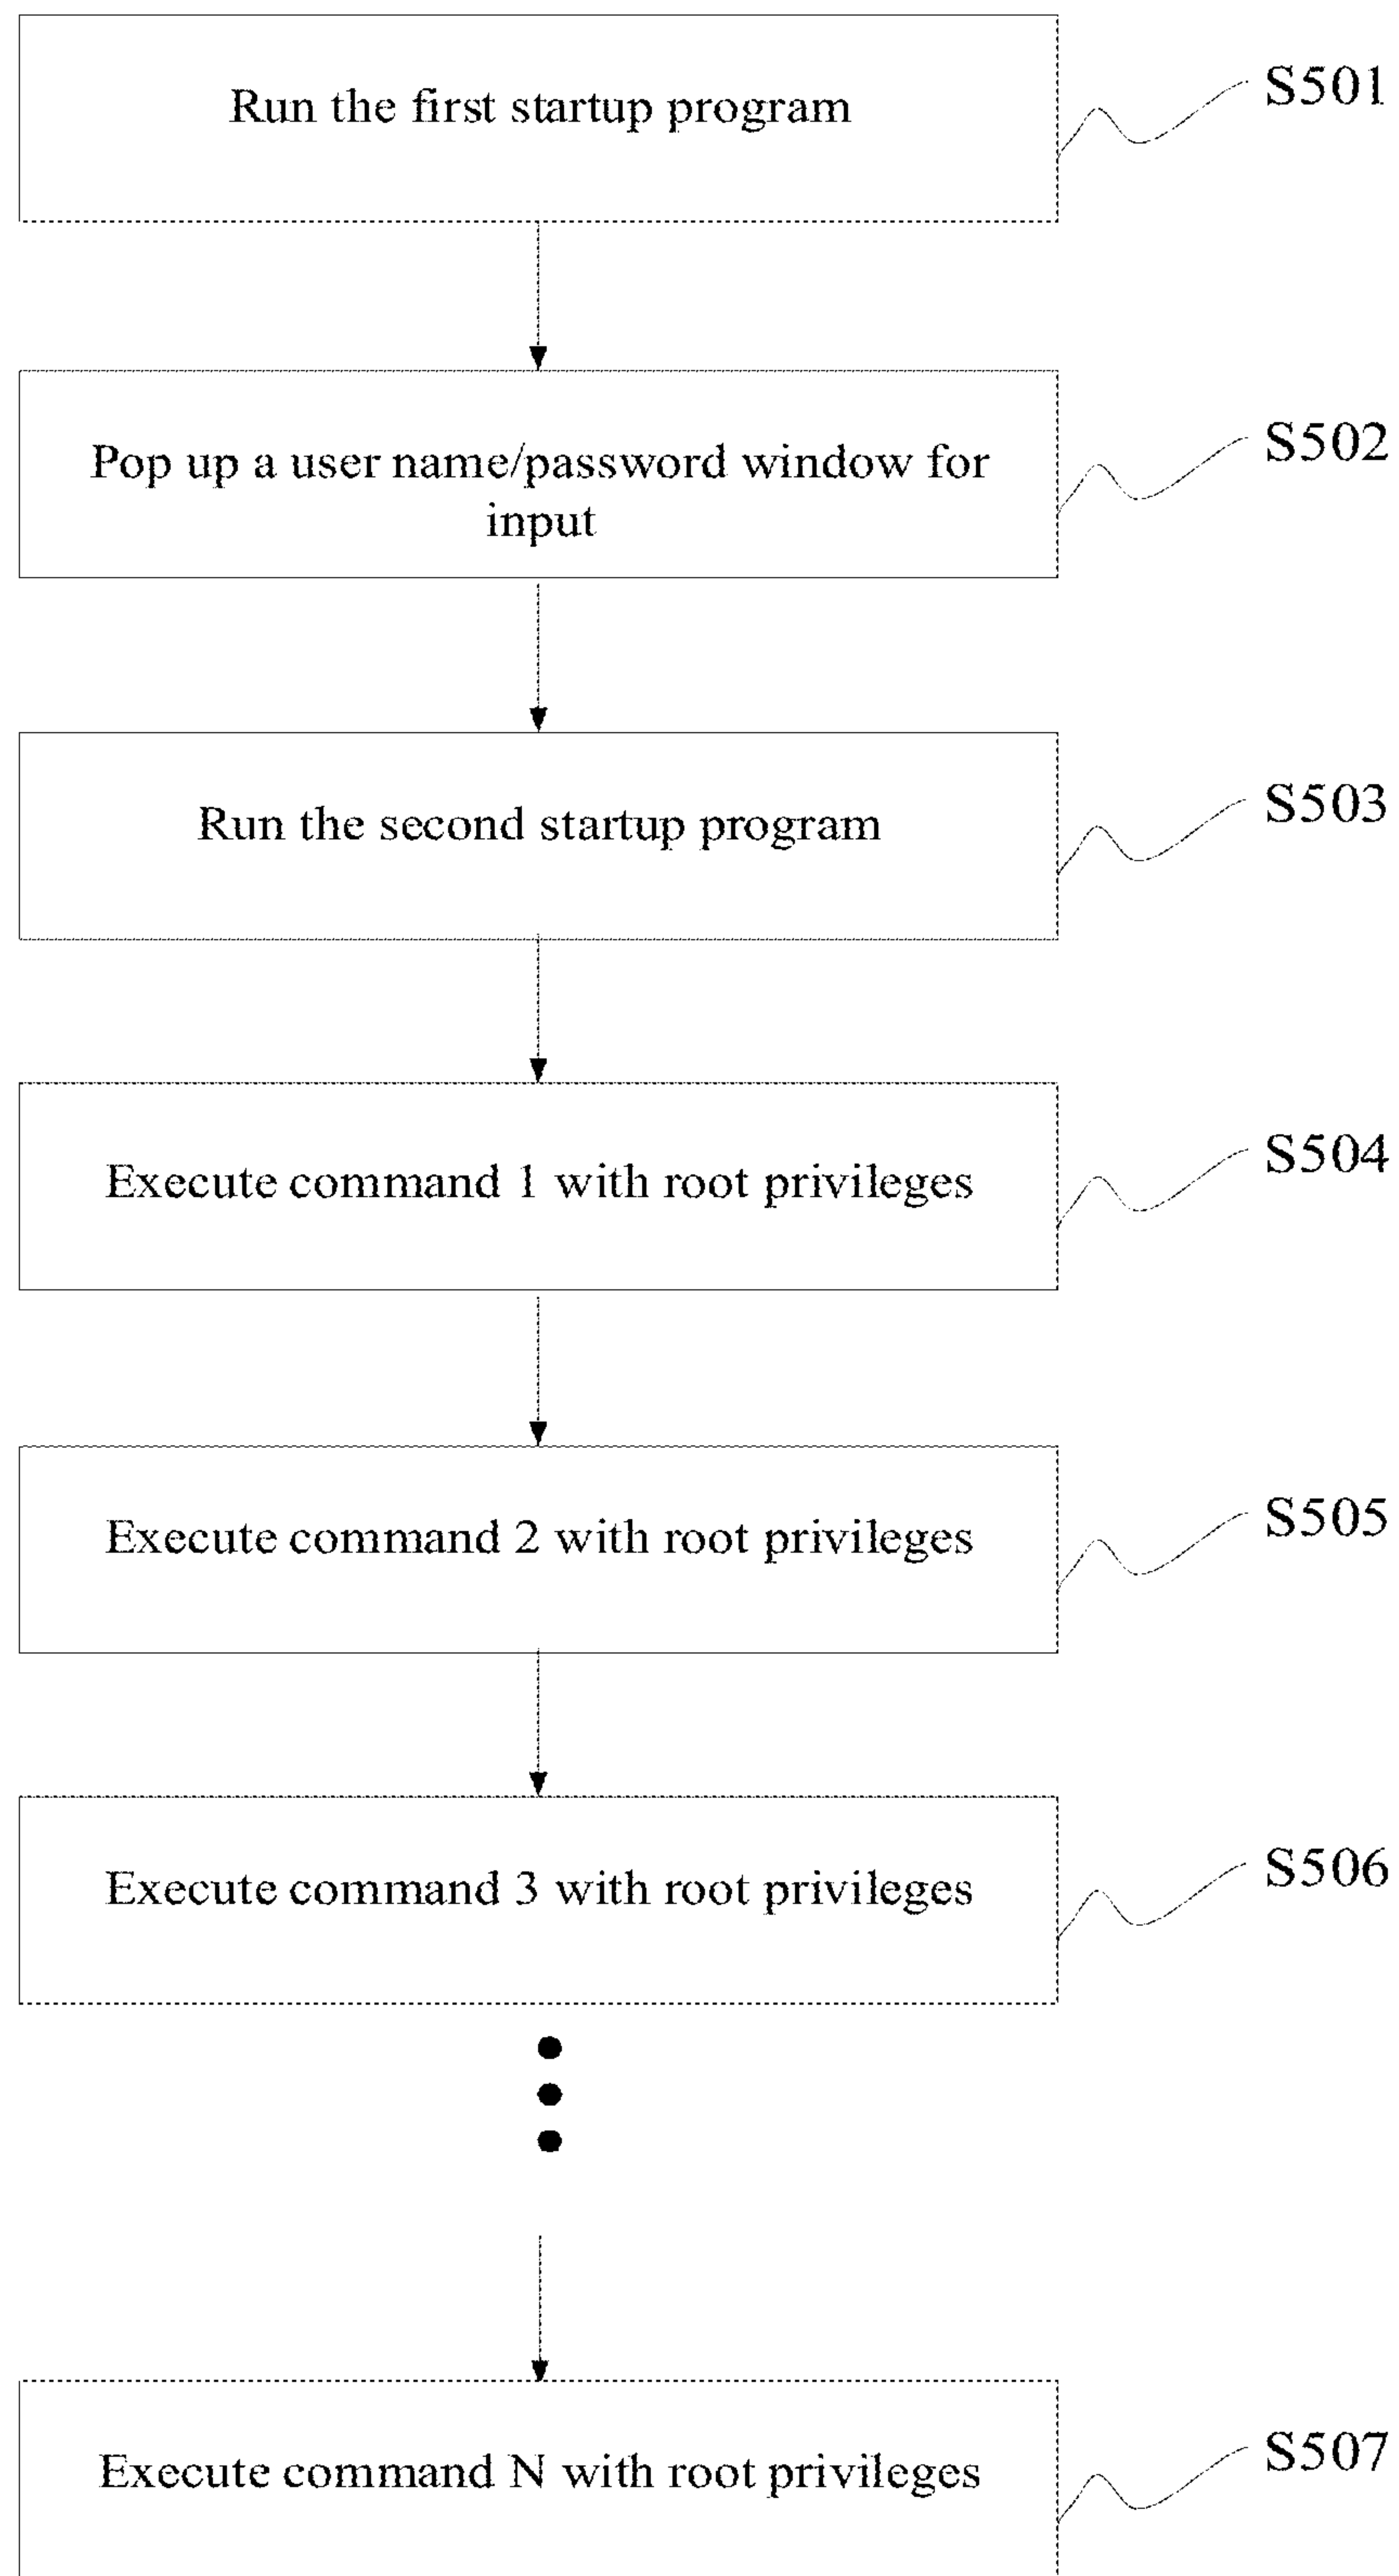 Run the first startup program
S501
Pop up a user name/password window for
input
S502
Run the second startup program
S503
Execute command 1 with root privileges
S504
Execute command 2 with root privileges
S505
Execute command 3 with root privileges
S506
Execute command N with root privileges
S507